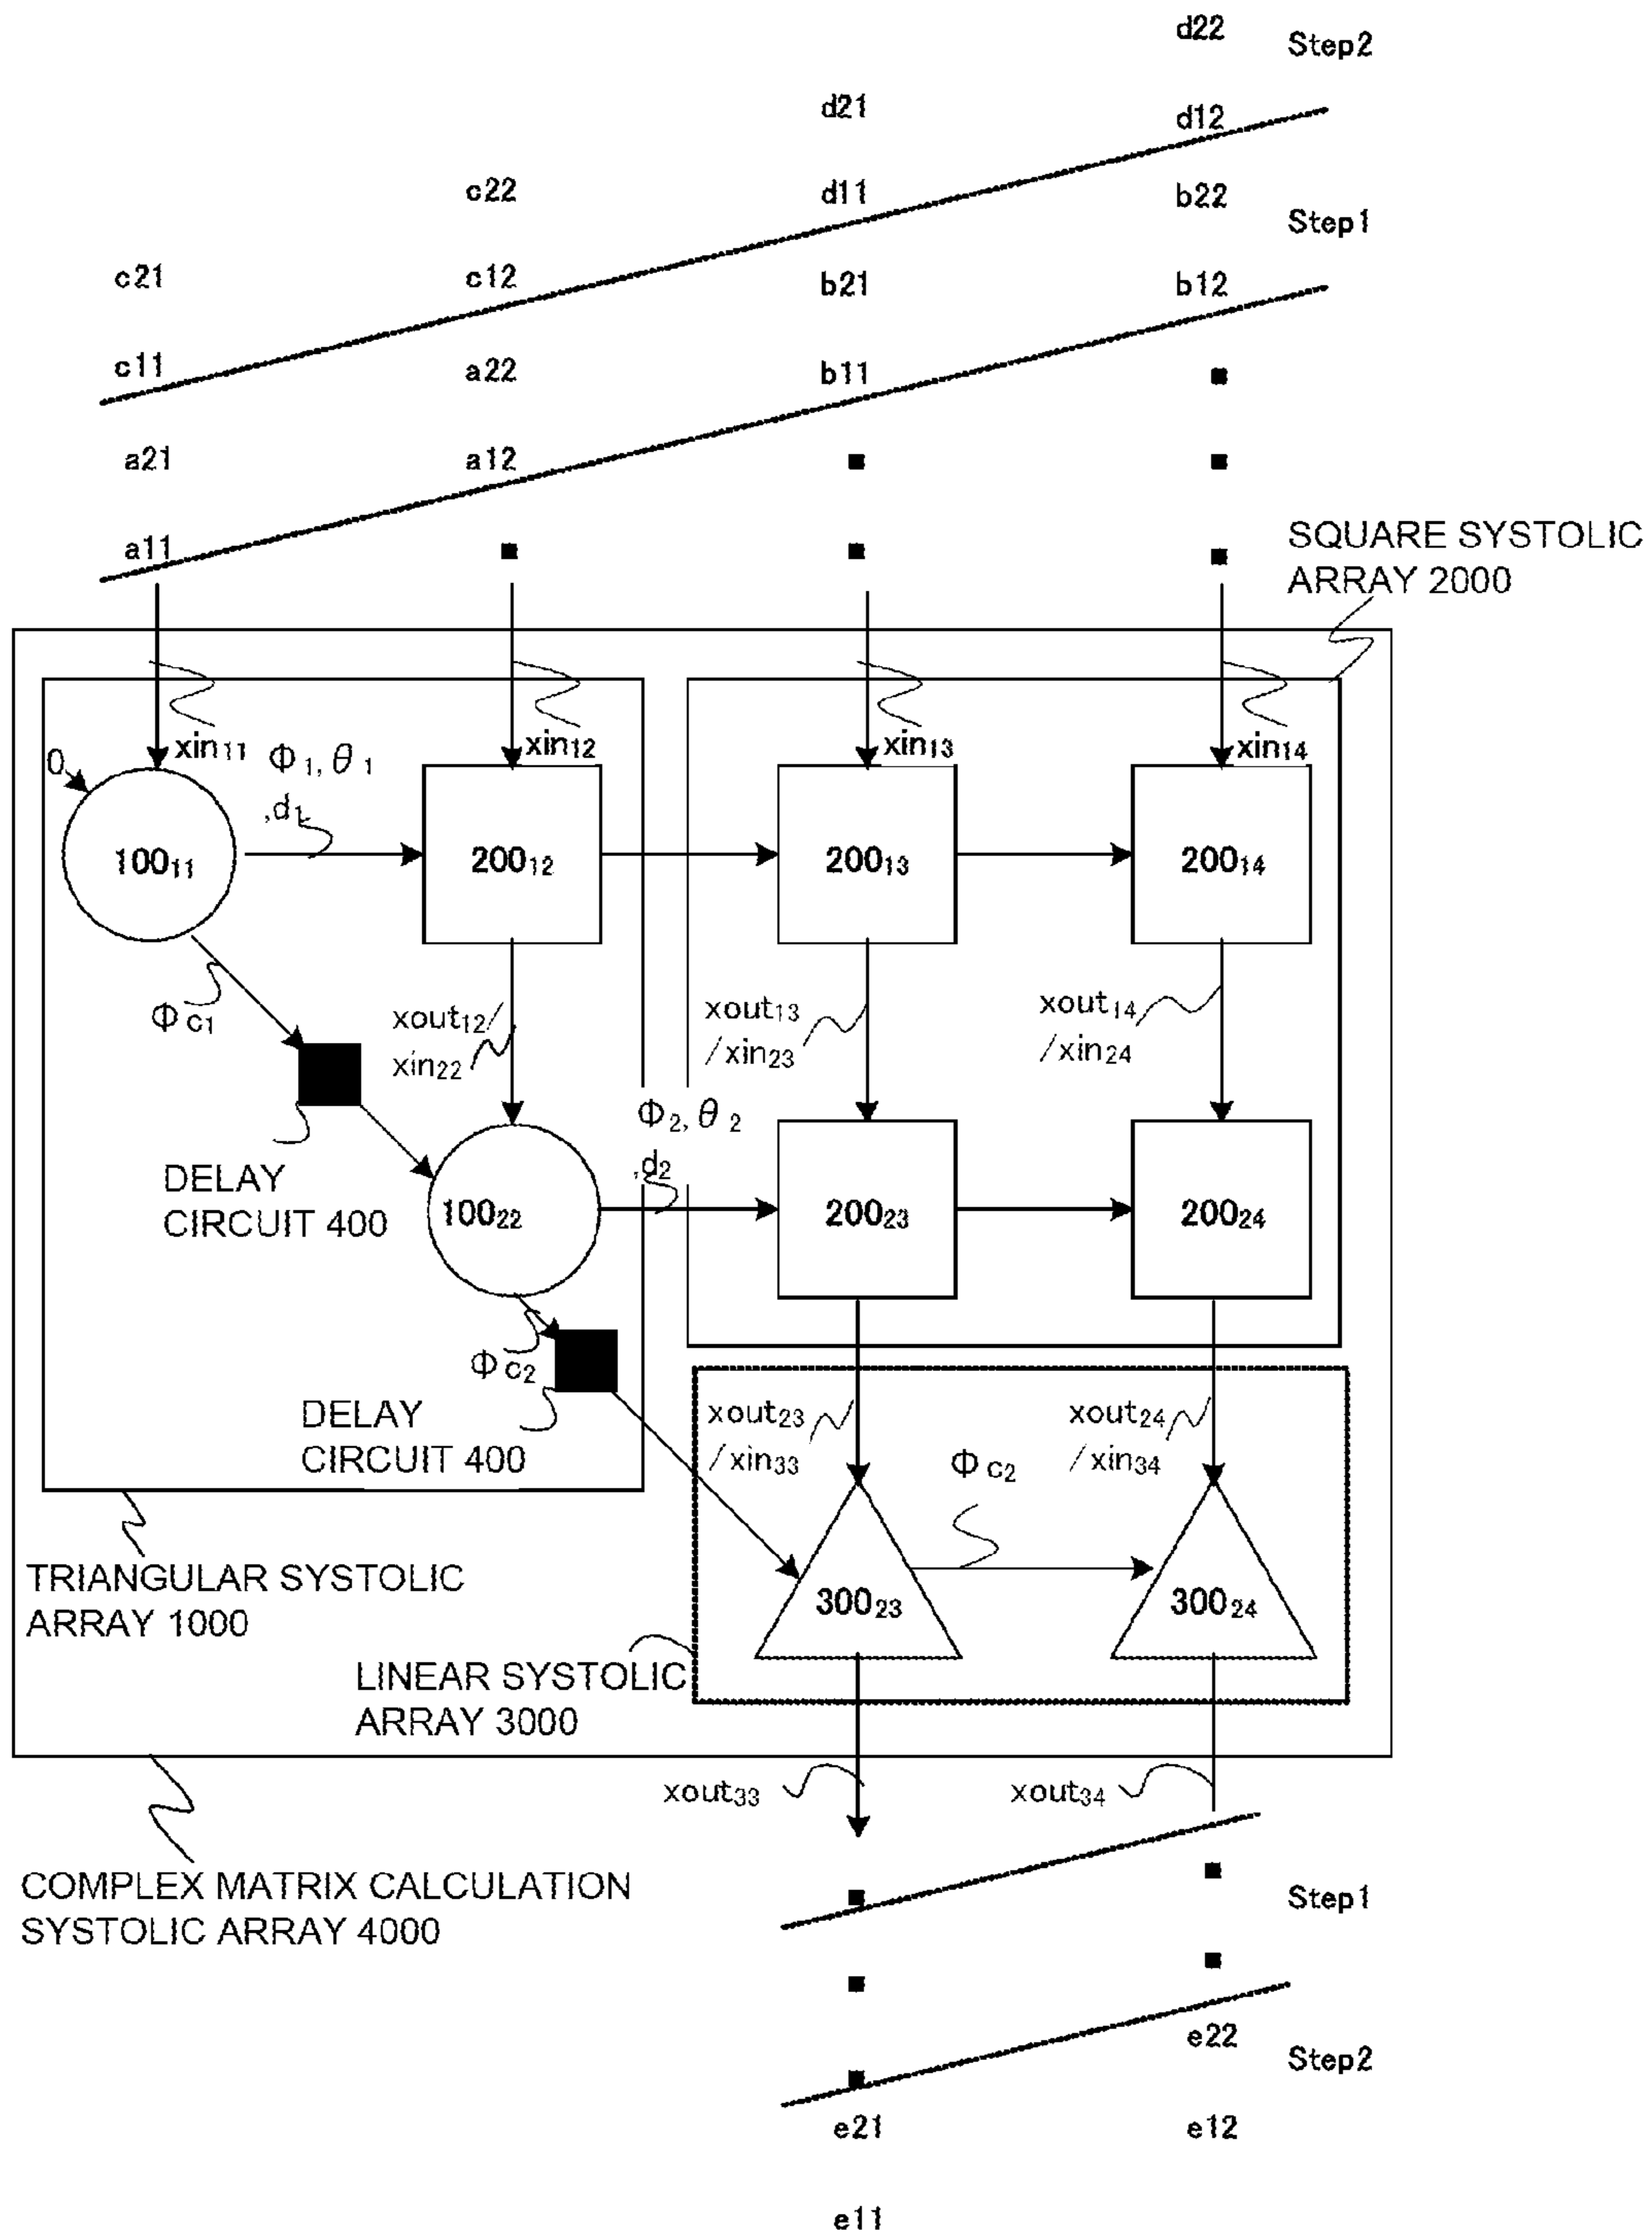 d22 Step2
d21 d12
c22 d11 b22 Step1
c21 c12 b21 b12
c11 a22 b11
a21 a12
a11
SQUARE SYSTOLIC
ARRAY 2000
xin11 xin12 xin13 xin14
0 Φ1, θ1
,d1
10011 20012 20013 20014
Φc1
xout12/
xin22
xout13
/xin23
xout14
/xin24
Φ2, θ2
,d2
DELAY
CIRCUIT 400
10022 20023 20024
Φc2
DELAY
CIRCUIT 400
xout23
/xin33
Φc2
xout24
/xin34
TRIANGULAR SYSTOLIC
ARRAY 1000
30023 30024
LINEAR SYSTOLIC
ARRAY 3000
xout33 xout34
COMPLEX MATRIX CALCULATION
SYSTOLIC ARRAY 4000
Step1
e22 Step2
e21 e12
e11